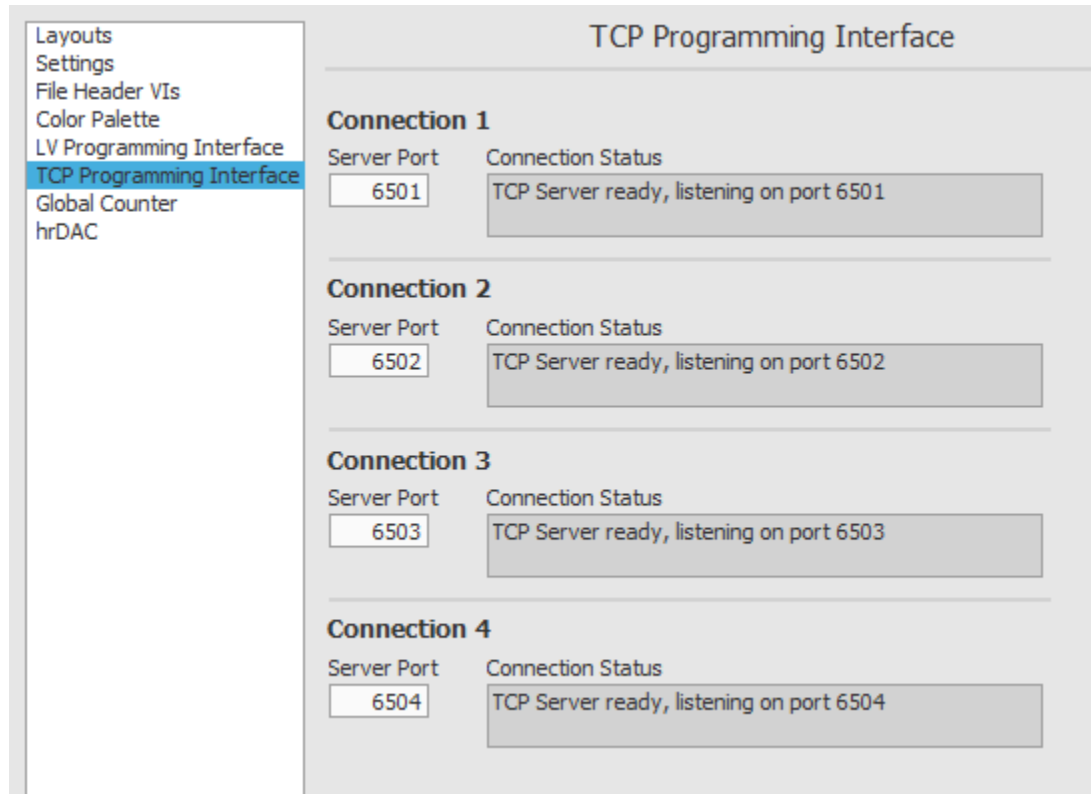 Layouts
Settings
File Header VIs
Color Palette
LV Programming Interface
TCP Programming Interface
Global Counter
hrDAC
TCP Programming Interface
Connection 1
Server Port Connection Status
6501 TCP Server ready, listening on port 6501
Connection 2
Server Port Connection Status
6502 TCP Server ready, listening on port 6502
Connection 3
Server Port Connection Status
6503 TCP Server ready, listening on port 6503
Connection 4
Server Port Connection Status
6504 TCP Server ready, listening on port 6504